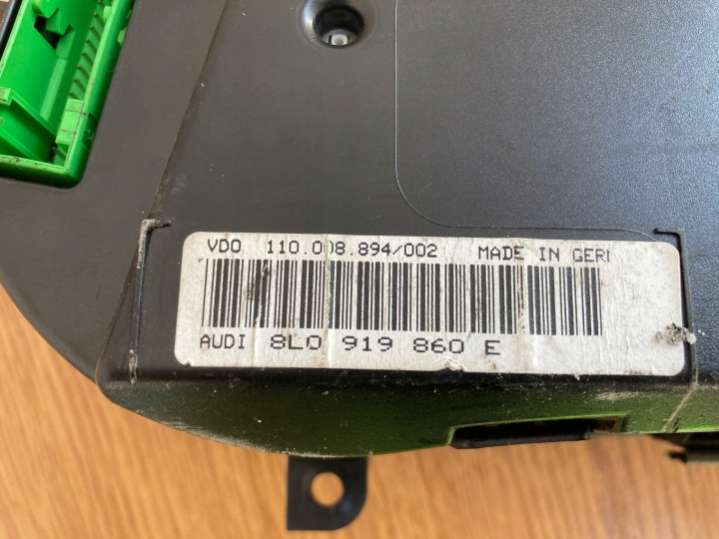 VDO 110.008.894/002 MADE IN GER
AUDI 8L0 919 860 E